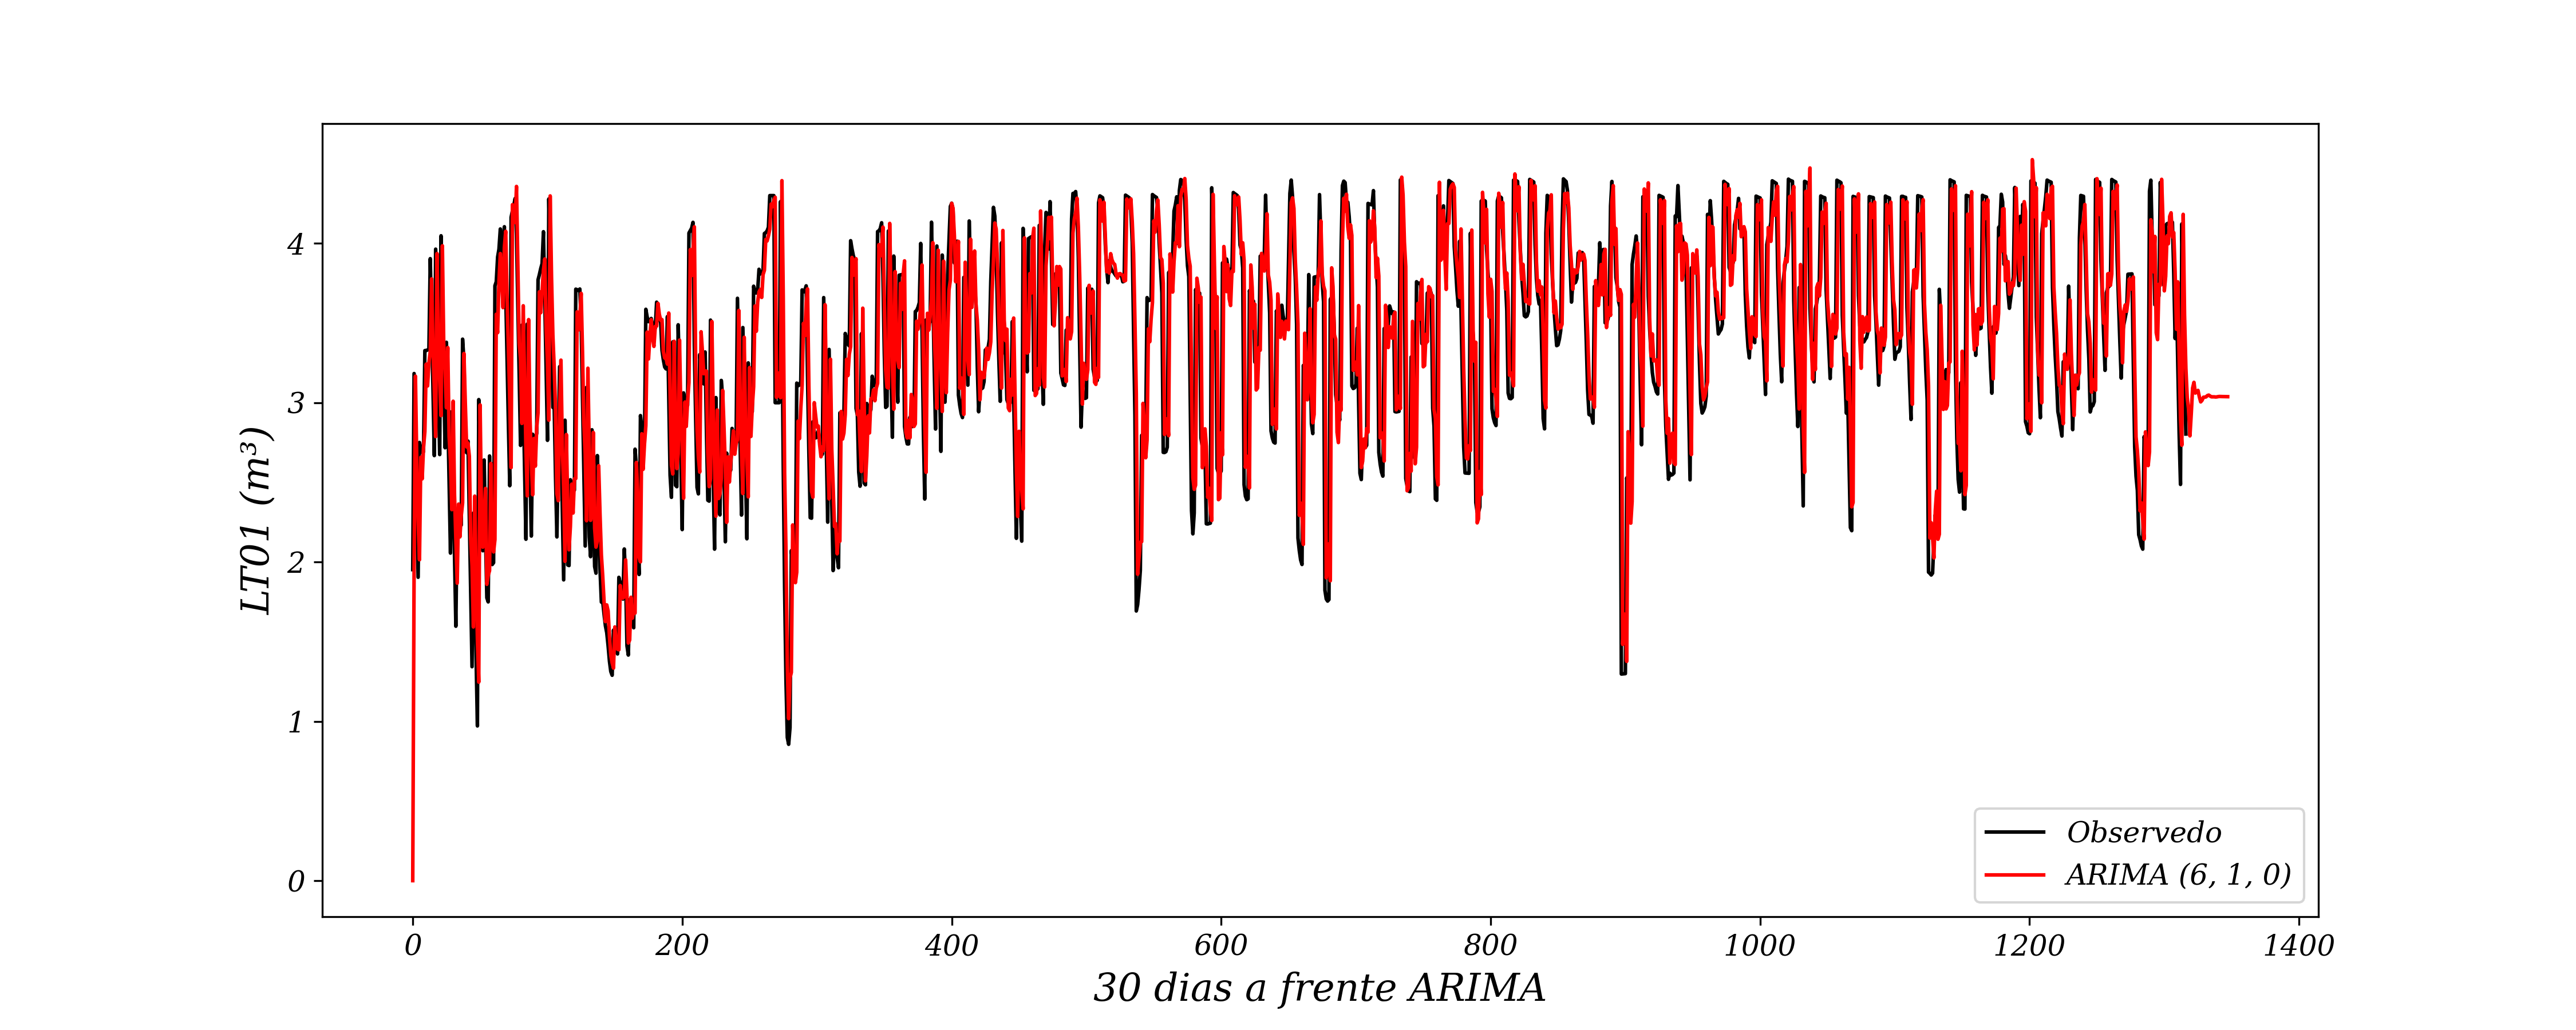 LT01 (m³)
4
3
2
1
0
0 200 400 600 800 1000 1200 1400
30 dias a frente ARIMA
Observedo
ARIMA (6, 1, 0)